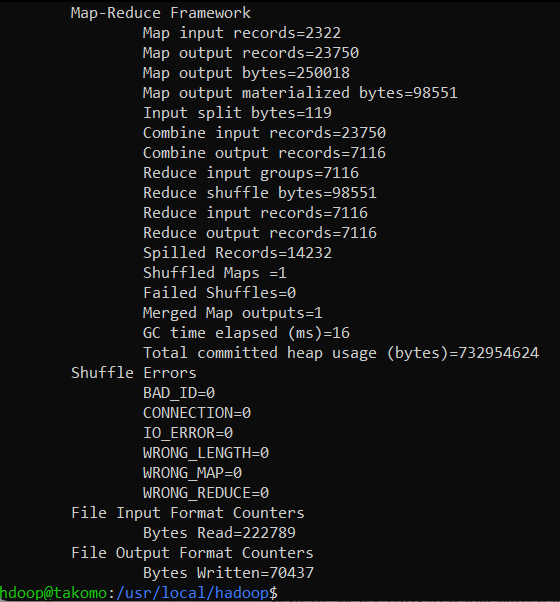 Map-Reduce Framework
Map input records=2322
Map output records=23750
Map output bytes=250018
Map output materialized bytes=98551
Input split bytes=119
Combine input records=23750
Combine output records=7116
Reduce input groups=7116
Reduce shuffle bytes=98551
Reduce input records=7116
Reduce output records=7116
Spilled Records=14232
Shuffled Maps =1
Failed Shuffles=0
Merged Map outputs=1
GC time elapsed (ms)=16
Total committed heap usage (bytes)=732954624
Shuffle Errors
BAD_ID=0
CONNECTION=0
IO_ERROR=0
WRONG_LENGTH=0
WRONG_MAP=0
WRONG_REDUCE=0
File Input Format Counters
Bytes Read=222789
File Output Format Counters
Bytes Written=70437
hdoop@takomo:/usr/local/hadoop$